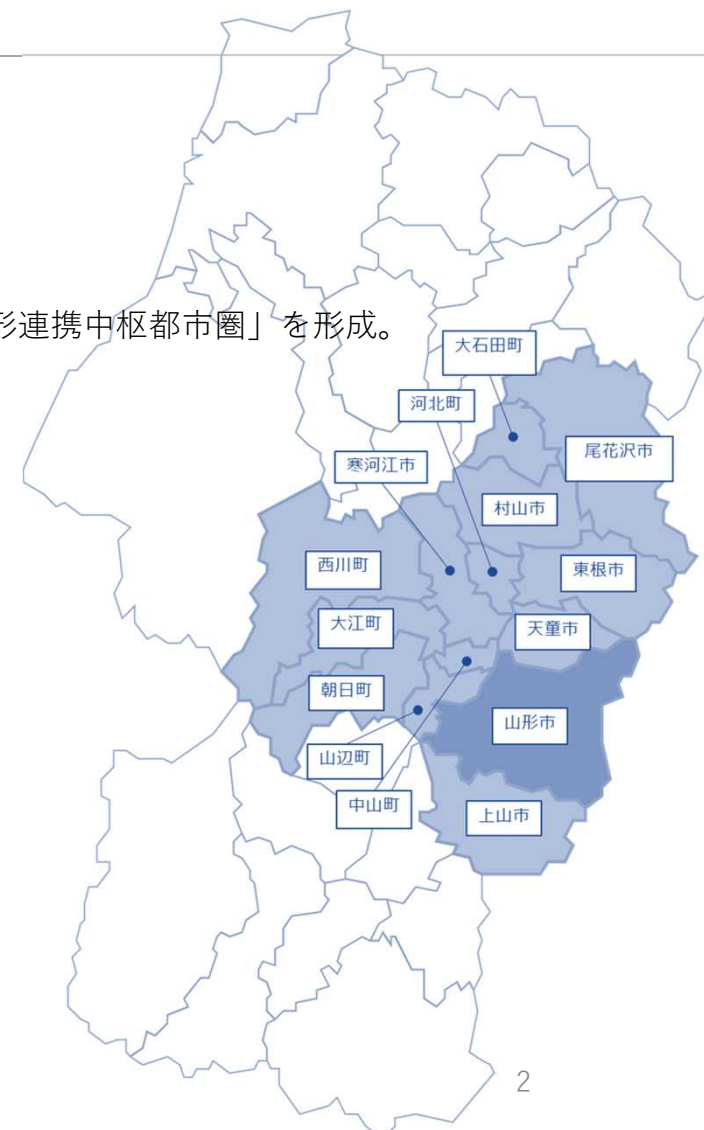 形連携中枢都市圏」を形成。
大石田町
河北町
尾花沢市
寒河江市
村山市
西川町
東根市
大江町
天童市
朝日町
山形市
山辺町
中山町
上山市
2